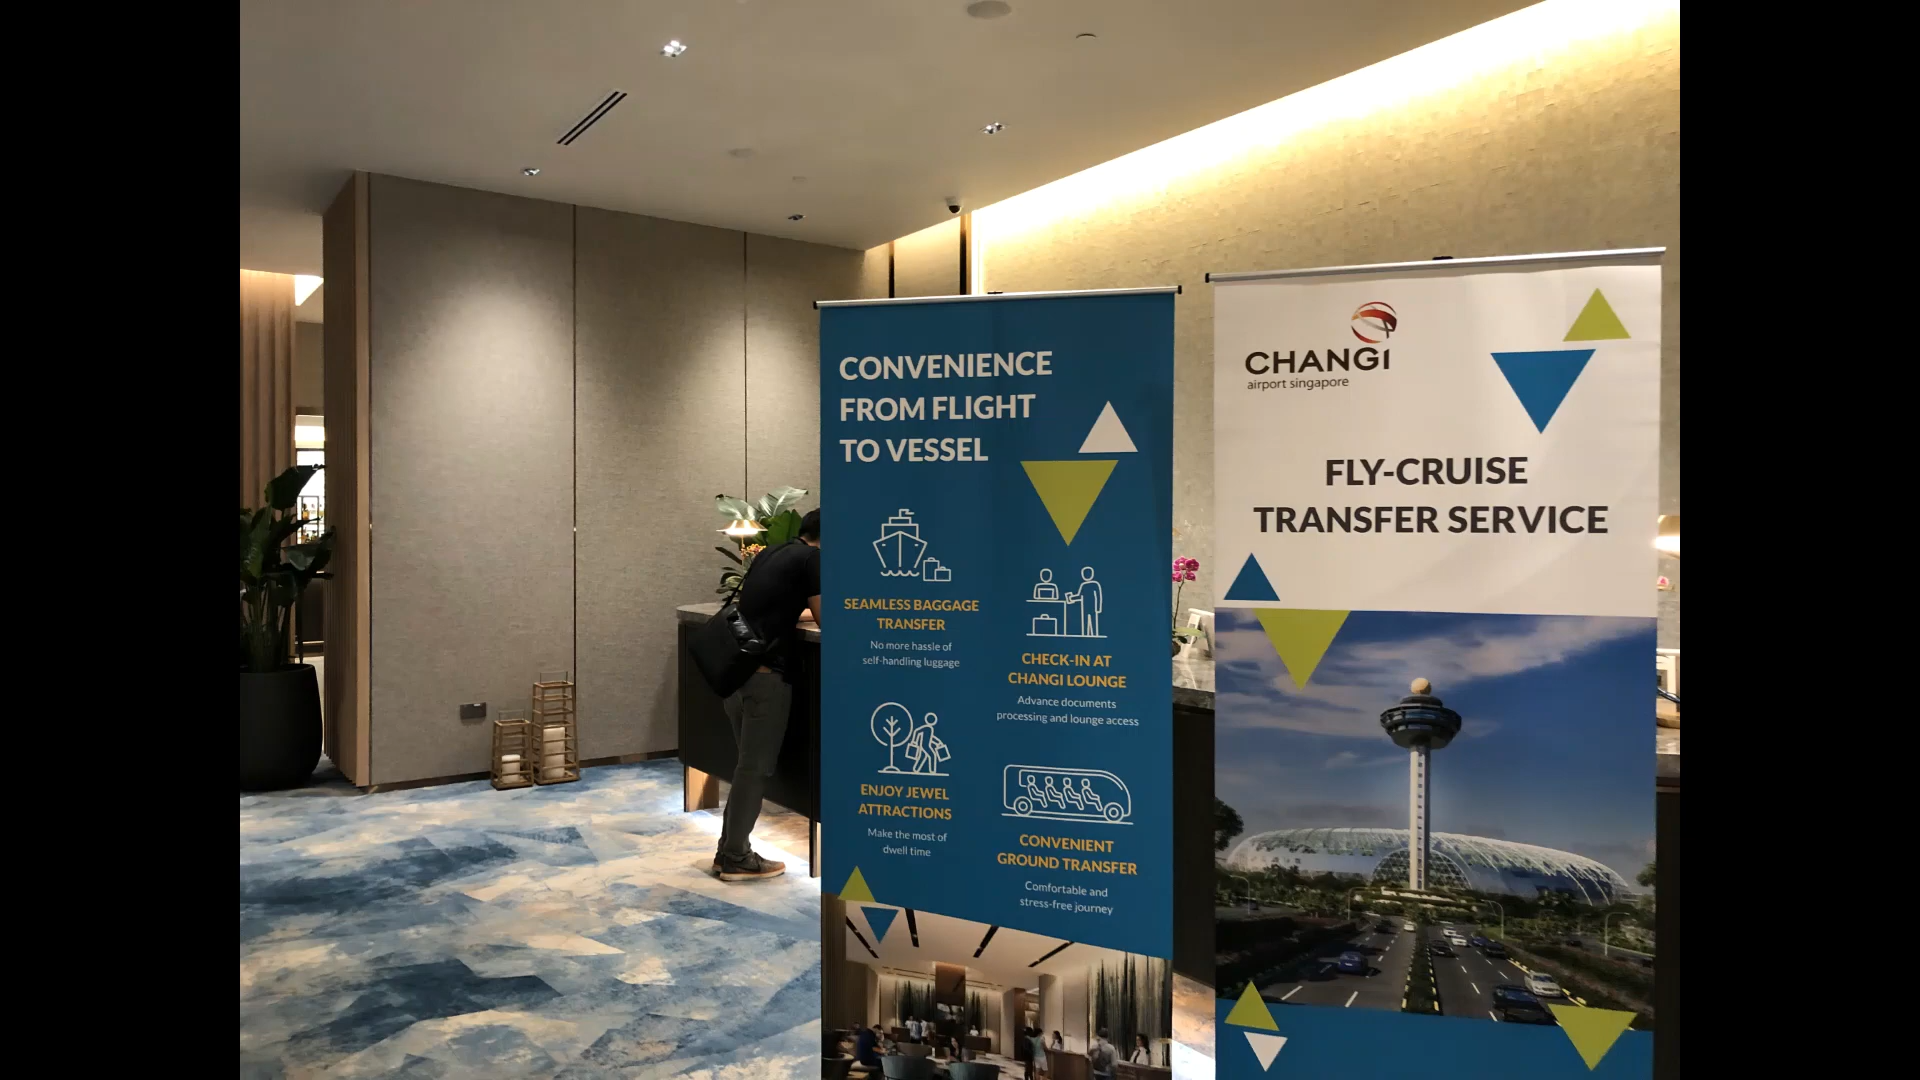 CONVENIENCE
FROM FLIGHT
TO VESSEL
SEAMLESS BAGGAGE
TRANSFER
No more hassle of
self-handling luggage
CHECK-IN AT
CHANGI LOUNGE
Advance documents
processing and lounge access
ENJOY JEWEL
ATTRACTIONS
Make the most of
dwell time
CONVENIENT
GROUND TRANSFER
Comfortable and
stress-free journey
CHANGI
airport singapore
FLY-CRUISE
TRANSFER SERVICE